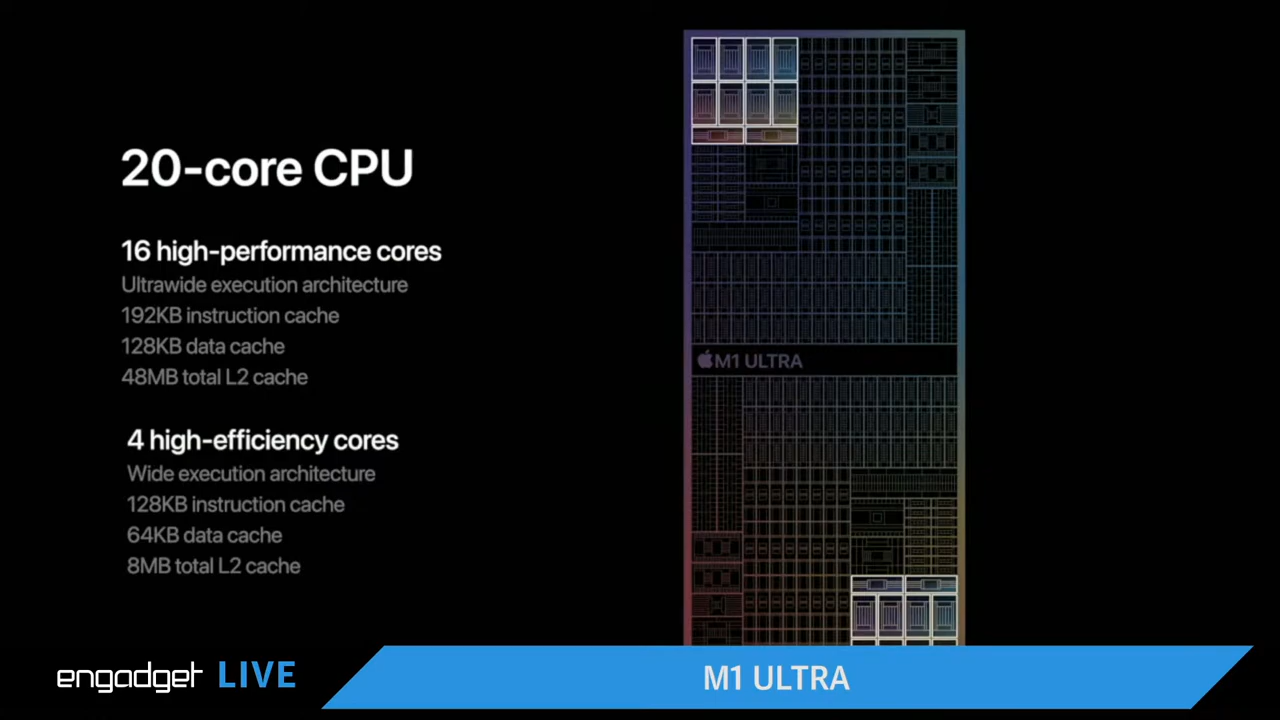 20-core CPU
16 high-performance cores
Ultrawide execution architecture
192KB instruction cache
128KB data cache
48MB total L2 cache
4 high-efficiency cores
Wide execution architecture
128KB instruction cache
64KB data cache
8MB total L2 cache
M1 ULTRA
engadget LIVE
M1 ULTRA